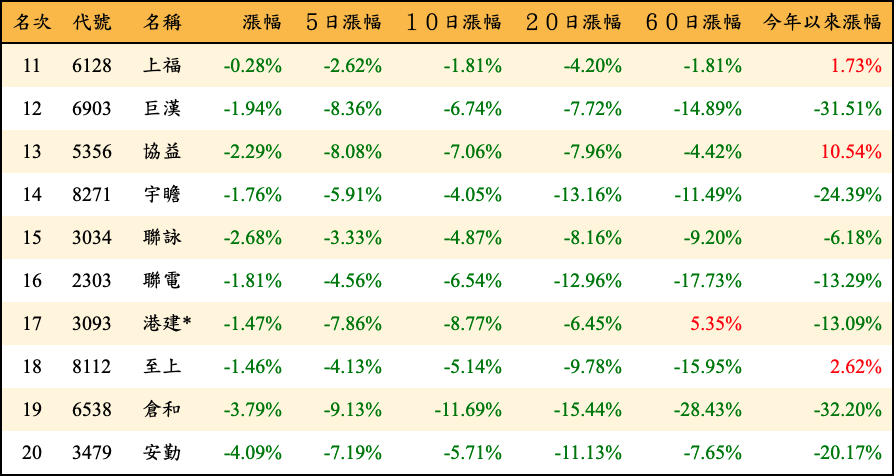 名次 代號 名稱 漲幅 5日漲幅 10日漲幅 20日漲幅 60日漲幅 今年以來漲幅
11 6128 上福 -0.28% -2.62% -1.81% -4.20% -1.81% 1.73%
12 6903 巨漢 -1.94% -8.36% -6.74% -7.72% -14.89% -31.51%
13 5356 協益 -2.29% -8.08% -7.06% -7.96% -4.42% 10.54%
14 8271 宇瞻 -1.76% -5.91% -4.05% -13.16% -11.49% -24.39%
15 3034 聯詠 -2.68% -3.33% -4.87% -8.16% -9.20% -6.18%
16 2303 聯電 -1.81% -4.56% -6.54% -12.96% -17.73% -13.29%
17 3093 港建* -1.47% -7.86% -8.77% -6.45% 5.35% -13.09%
18 8112 至上 -1.46% -4.13% -5.14% -9.78% -15.95% 2.62%
19 6538 倉和 -3.79% -9.13% -11.69% -15.44% -28.43% -32.20%
20 3479 安勤 -4.09% -7.19% -5.71% -11.13% -7.65% -20.17%